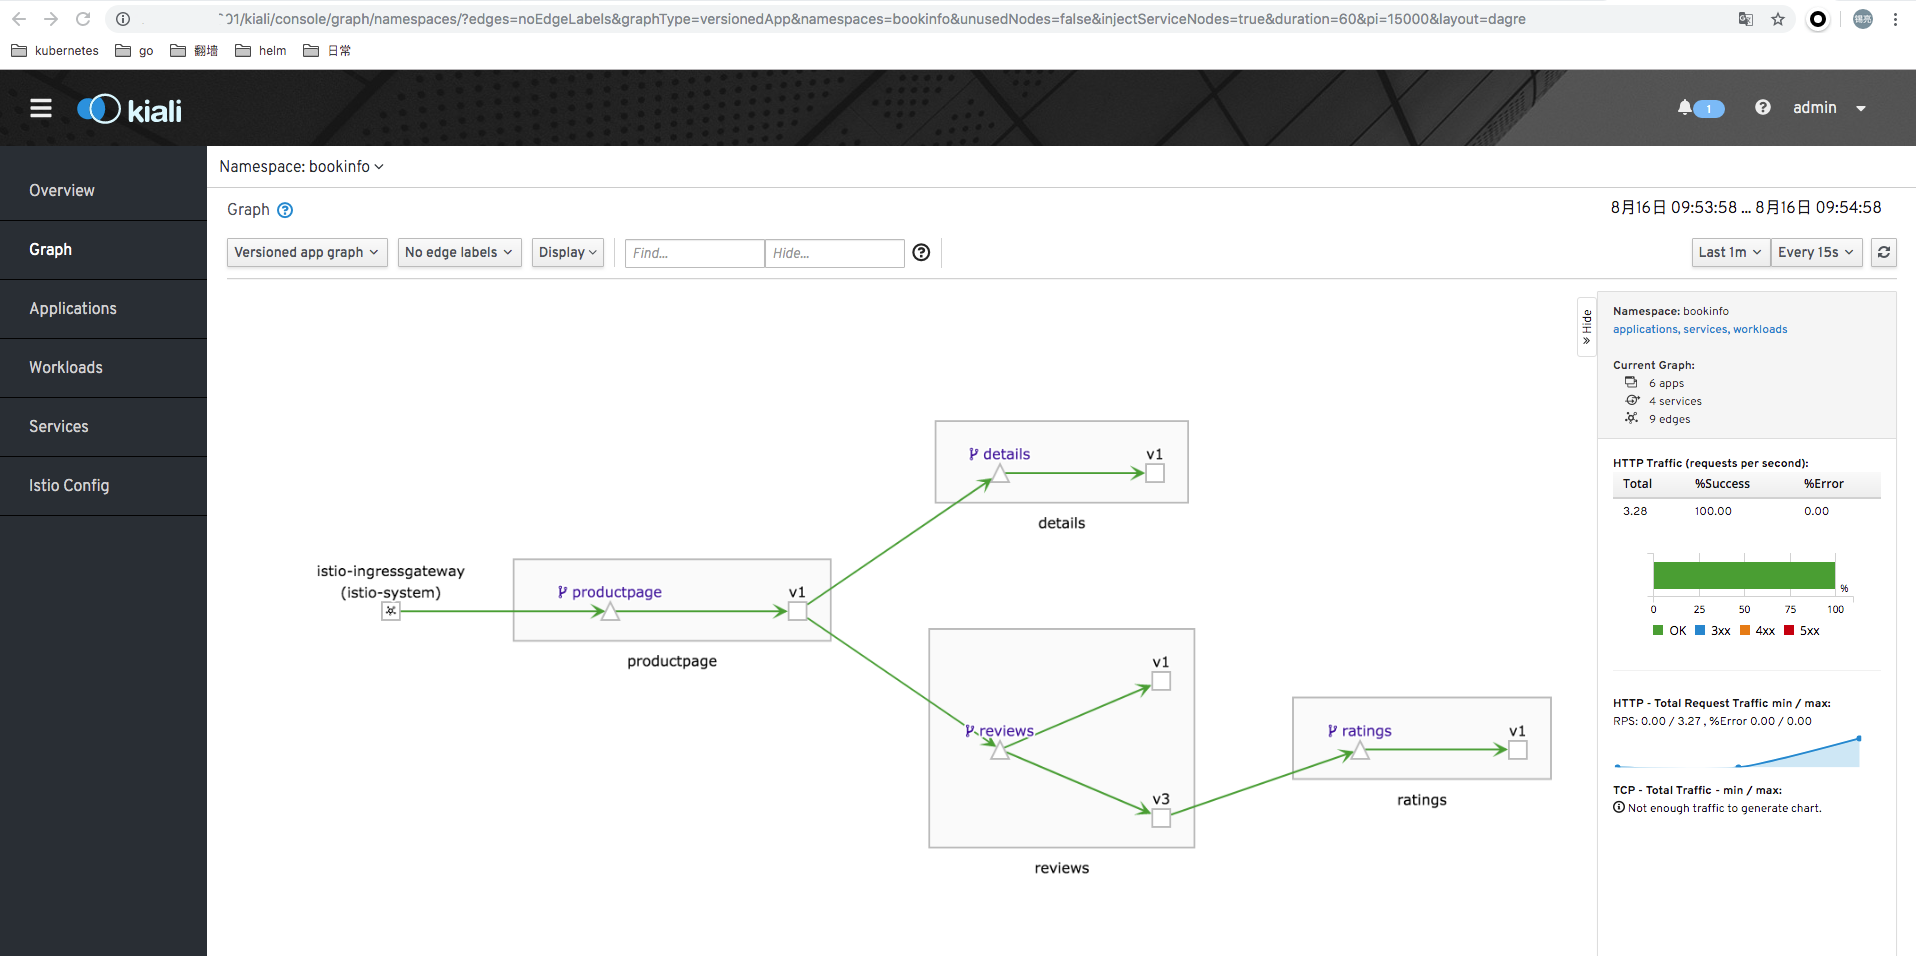 01/kiali/console/graph/namespaces/?edges=noEdgeLabels&graphType=versionedApp&namespaces=bookinfo&unusedNodes=false&injectServiceNodes=true&duration=60&pi=15000&layout=dagre
kubernetes go 翻墙 helm 日常
kiali
1 admin
Namespace: bookinfo
Overview
Graph
Applications
Workloads
Services
Istio Config
Graph
8月16日 09:53:58 ... 8月16日 09:54:58
Versioned app graph No edge labels Display Find... Hide... Last 1m Every 15s
Hide
Namespace: bookinfo
applications, services, workloads
Current Graph:
6 apps
4 services
9 edges
HTTP Traffic (requests per second):
Total %Success %Error
3.28 100.00 0.00
%
0 25 50 75 100
OK 3xx 4xx 5xx
HTTP - Total Request Traffic min / max:
RPS: 0.00 / 3.27 , %Error 0.00 / 0.00
TCP - Total Traffic - min / max:
Not enough traffic to generate chart.
details v1
details
istio-ingressgateway
(istio-system)
productpage v1
productpage
v1
reviews
v3
reviews
ratings v1
ratings